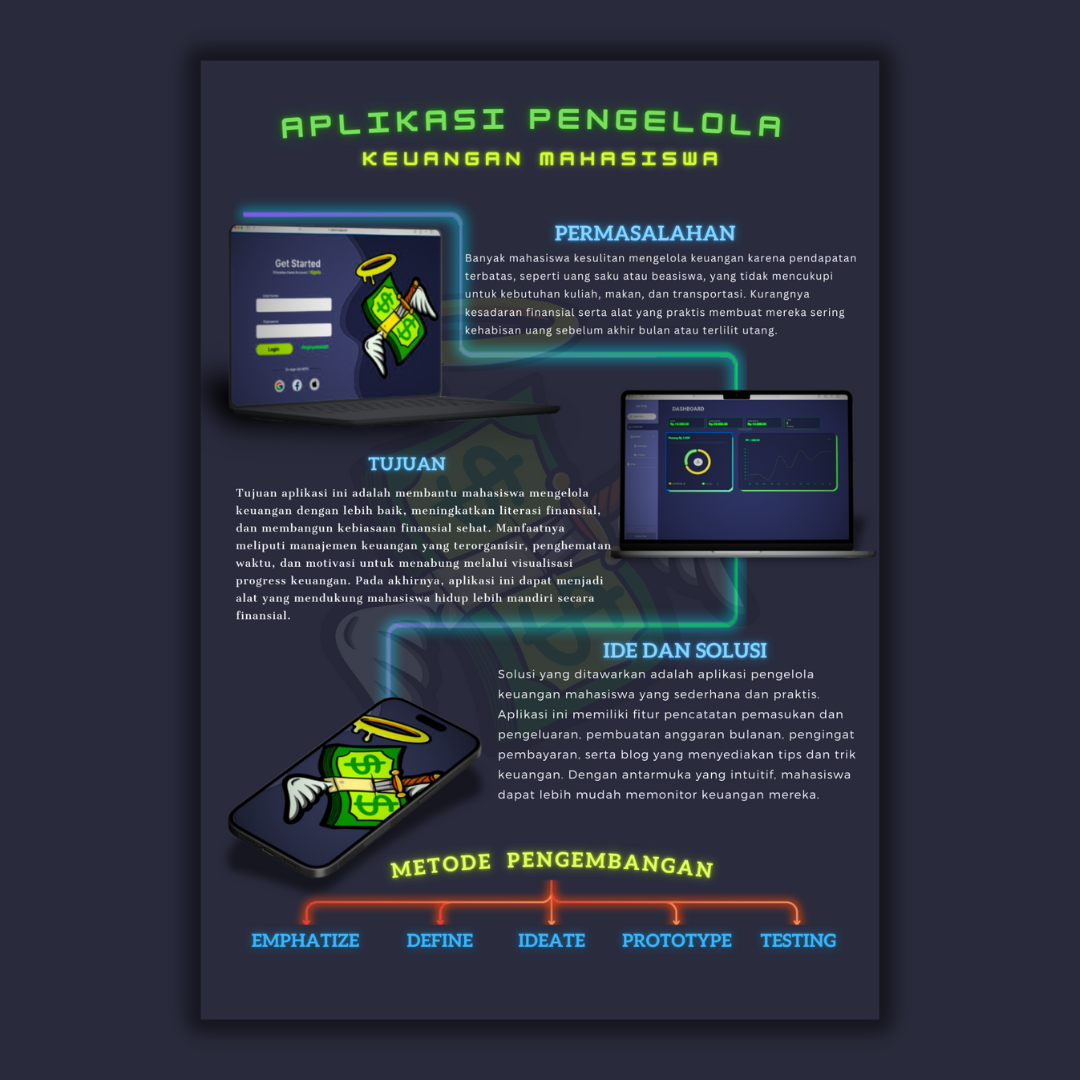 APLIKASI PENGELOLA
KEUANGAN MAHASISWA
PERMASALAHAN
Banyak mahasiswa kesulitan mengelola keuangan karena pendapatan
terbatas, seperti uang saku atau beasiswa, yang tidak mencukupi
untuk kebutuhan kuliah, makan, dan transportasi. Kurangnya
kesadaran finansial serta alat yang praktis membuat mereka sering
kehabisan uang sebelum akhir bulan atau terlilit utang.
Get Started
Username
Password
Login
DASHBOARD
TUJUAN
Tujuan aplikasi ini adalah membantu mahasiswa mengelola
keuangan dengan lebih baik, meningkatkan literasi finansial,
dan membangun kebiasaan finansial sehat. Manfaatnya
meliputi manajemen keuangan yang terorganisir, penghematan
waktu, dan motivasi untuk menabung melalui visualisasi
progress keuangan. Pada akhirnya, aplikasi ini dapat menjadi
alat yang mendukung mahasiswa hidup lebih mandiri secara
finansial.
IDE DAN SOLUSI
Solusi yang ditawarkan adalah aplikasi pengelola
keuangan mahasiswa yang sederhana dan praktis.
Aplikasi ini memiliki fitur pencatatan pemasukan dan
pengeluaran, pembuatan anggaran bulanan, pengingat
pembayaran, serta blog yang menyediakan tips dan trik
keuangan. Dengan antarmuka yang intuitif, mahasiswa
dapat lebih mudah memonitor keuangan mereka.
METODE PENGEMBANGAN
EMPHATIZE DEFINE IDEATE PROTOTYPE TESTING